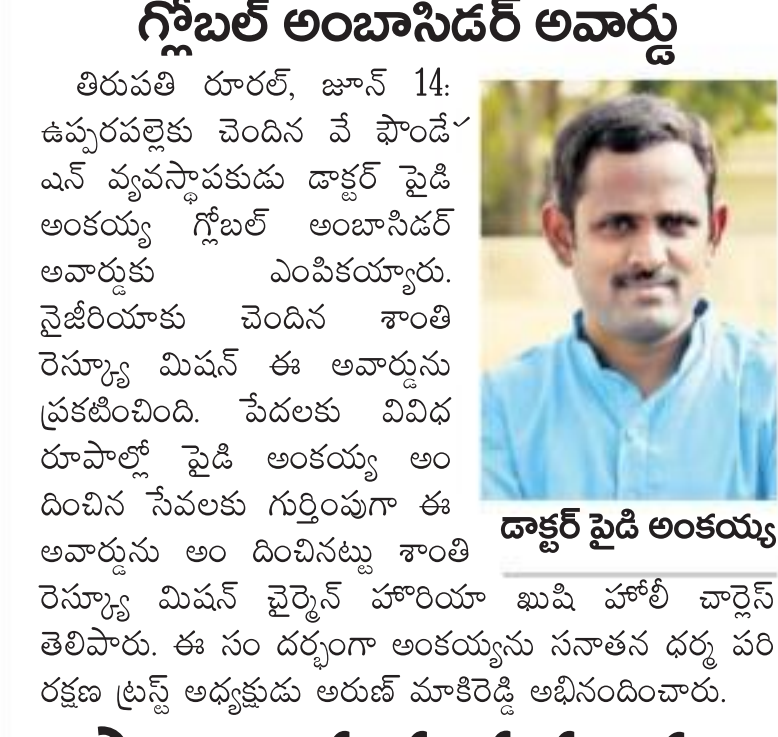 గ్లోబల్ అంబాసిడర్ అవార్డు
తిరుపతి రూరల్, జూన్ 14:
ఉప్పరపల్లెకు చెందిన వే ఫౌండే
షన్ వ్యవస్థాపకుడు డాక్టర్ పైడి
అంకయ్య గ్లోబల్ అంబాసిడర్
అవార్డుకు ఎంపికయ్యారు.
నైజీరియాకు చెందిన శాంతి
రెస్క్యూ మిషన్ ఈ అవార్డును
ప్రకటించింది. పేదలకు వివిధ
రూపాల్లో పైడి అంకయ్య అం
దించిన సేవలకు గుర్తింపుగా ఈ
అవార్డును అం దించినట్టు శాంతి
డాక్టర్ పైడి అంకయ్య
రెస్క్యూ మిషన్ చైర్మెన్ హొరియా ఖుషి హోలీ చార్లెస్
తెలిపారు. ఈ సం దర్భంగా అంకయ్యను సనాతన ధర్మ పరి
రక్షణ ట్రస్ట్ అధ్యక్షుడు అరుణ్ మాకిరెడ్డి అభినందించారు.